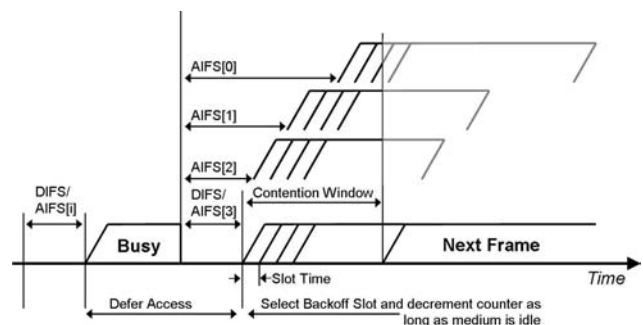 AIFS[0]
AIFS[1]
AIFS[2]
DIFS/
AIFS[i]
DIFS/
AIFS[3]
Contention Window
Busy
Next Frame
Slot Time
Time
Defer Access
Select Backoff Slot and decrement counter as
long as medium is idle